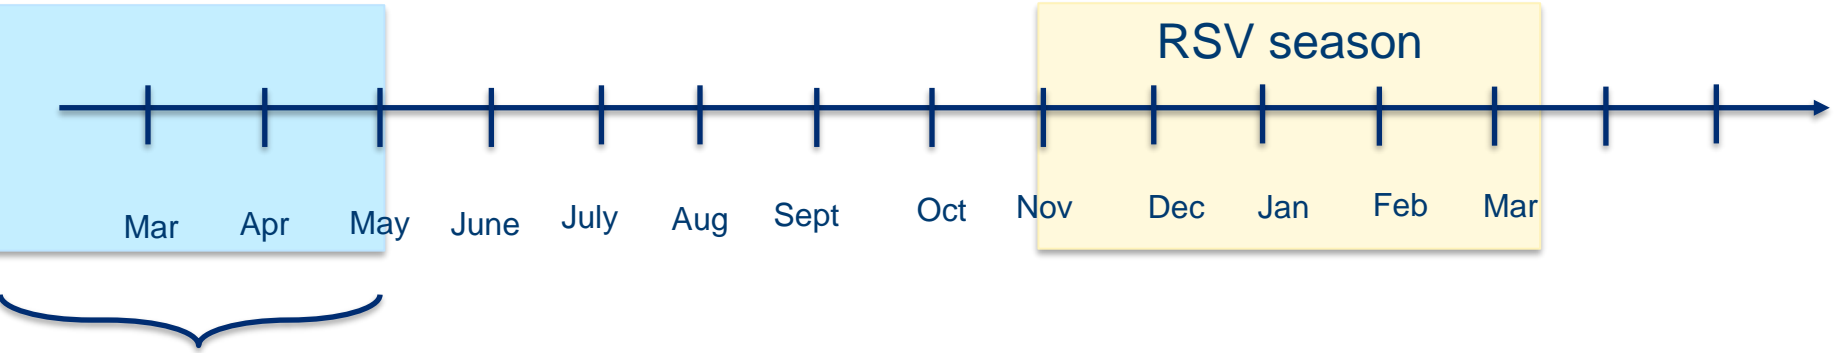 RSV season
Mar Apr May June July Aug Sept Oct Nov Dec Jan Feb Mar